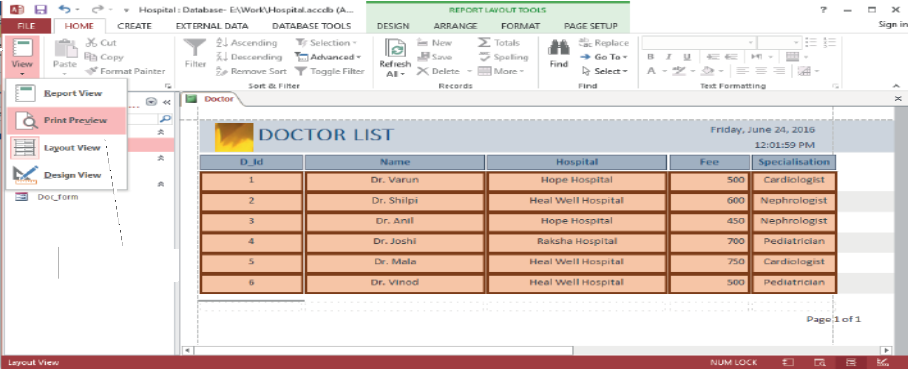 Hospital : Database- E:\Work\Hospital.accdb (A... REPORT LAYOUT TOOLS ?
Sign in
FILE HOME CREATE EXTERNAL DATA DATABASE TOOLS DESIGN ARRANGE FORMAT PAGE SETUP
View
Paste
Cut
Copy
Format Painter
Filter
Ascending
Descending
Remove Sort
Selection
Advanced
Toggle Filter
Sort & Filter
Refresh
All
New
Save
Delete
Totals
Spelling
More
Records
Find
Replace
Go To
Select
Find
B I U
A
Text Formatting
Report View
Print Preview
Layout View
Design View
Doc_form
Doctor
DOCTOR LIST
Friday, June 24, 2016
12:01:59 PM
D_Id Name Hospital Fee Specialisation
1 Dr. Varun Hope Hospital 500 Cardiologist
2 Dr. Shilpi Heal Well Hospital 600 Nephrologist
3 Dr. Anil Hope Hospital 450 Nephrologist
4 Dr. Joshi Raksha Hospital 700 Pediatrician
5 Dr. Mala Heal Well Hospital 750 Cardiologist
6 Dr. Vinod Heal Well Hospital 500 Pediatrician
Page 1 of 1
Layout View NUM LOCK